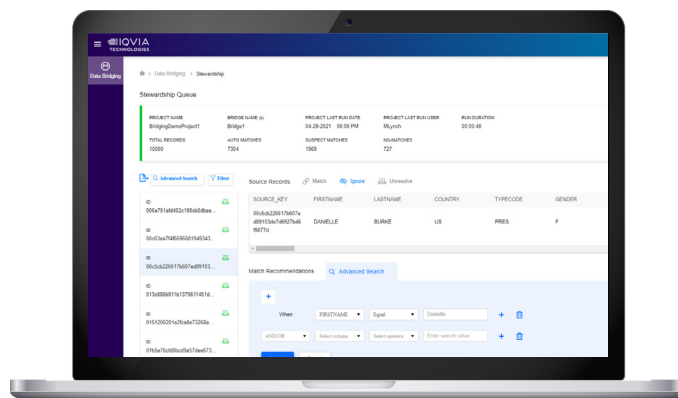 IQVIA
TECHNOLOGIES
Data Bridging
Data Bridging > Stewardship
Stewardship Queue
PROJECT NAME BRIDGE NAME (s) PROJECT LAST RUN DATE PROJECT LAST RUN USER RUN DURATION
BridgingDemoProject1 Bridge1 04-29-2021 06:06 PM MLynch 00:00:48
TOTAL RECORDS AUTO MATCHES SUSPECT MATCHES NO-MATCHES
10000 7304 1969 727
Advanced Search Filter Source Records Match Ignore Unresolve
SOURCE_KEY FIRSTNAME LASTNAME COUNTRY TYPECODE GENDER
DANIELLE BURKE US PRES F
ID
ID
ID
Match Recommendations Advanced Search
ID
When FIRSTNAME Equal Danielle
ID
AND/OR Select column Select operator Enter search value
ID